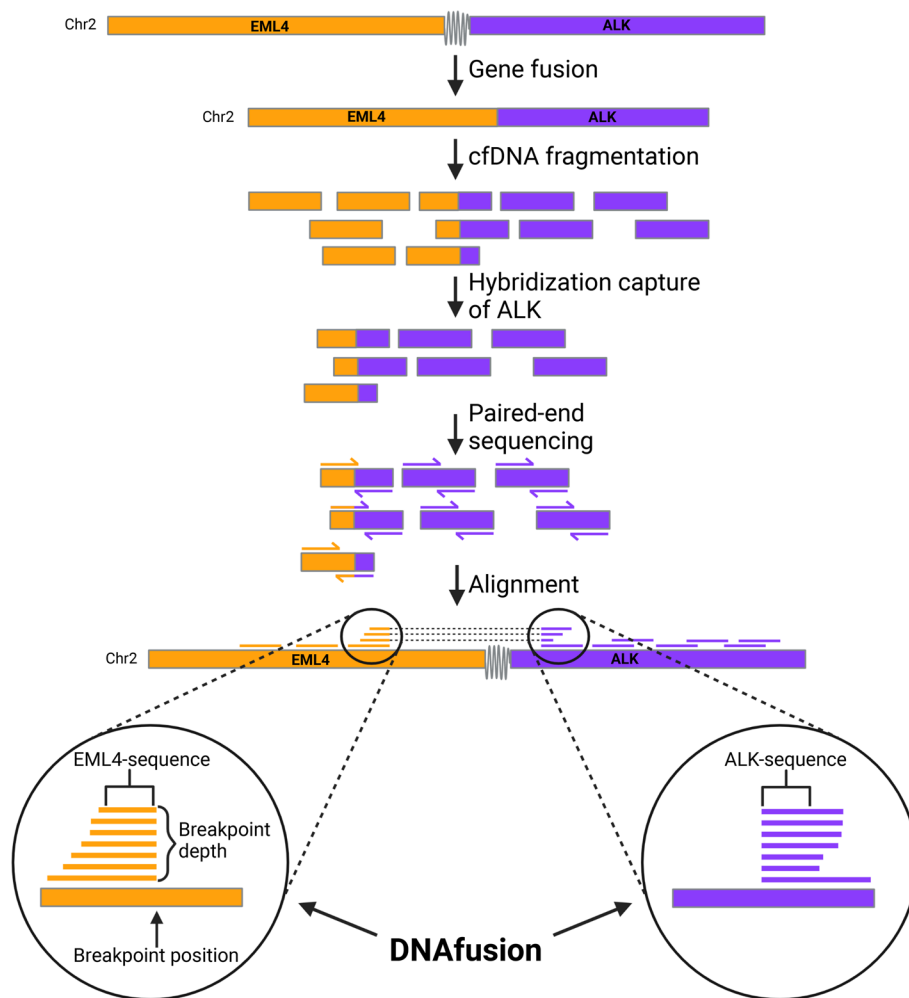 Chr2 EML4 ALK
Gene fusion
Chr2 EML4 ALK
cfDNA fragmentation
Hybridization capture
of ALK
Paired-end
sequencing
Alignment
Chr2 EML4 ALK
EML4-sequence
Breakpoint
depth
Breakpoint position
ALK-sequence
DNAfusion